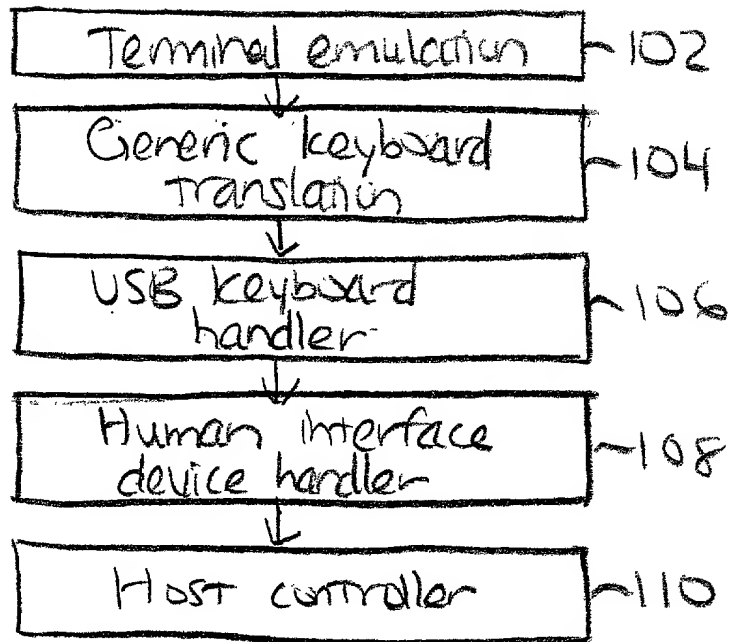 Terminal emulation 102
Generic keyboard 104
translation
USB keyboard 106
handler
Human interface 108
device handler
Host controller 110